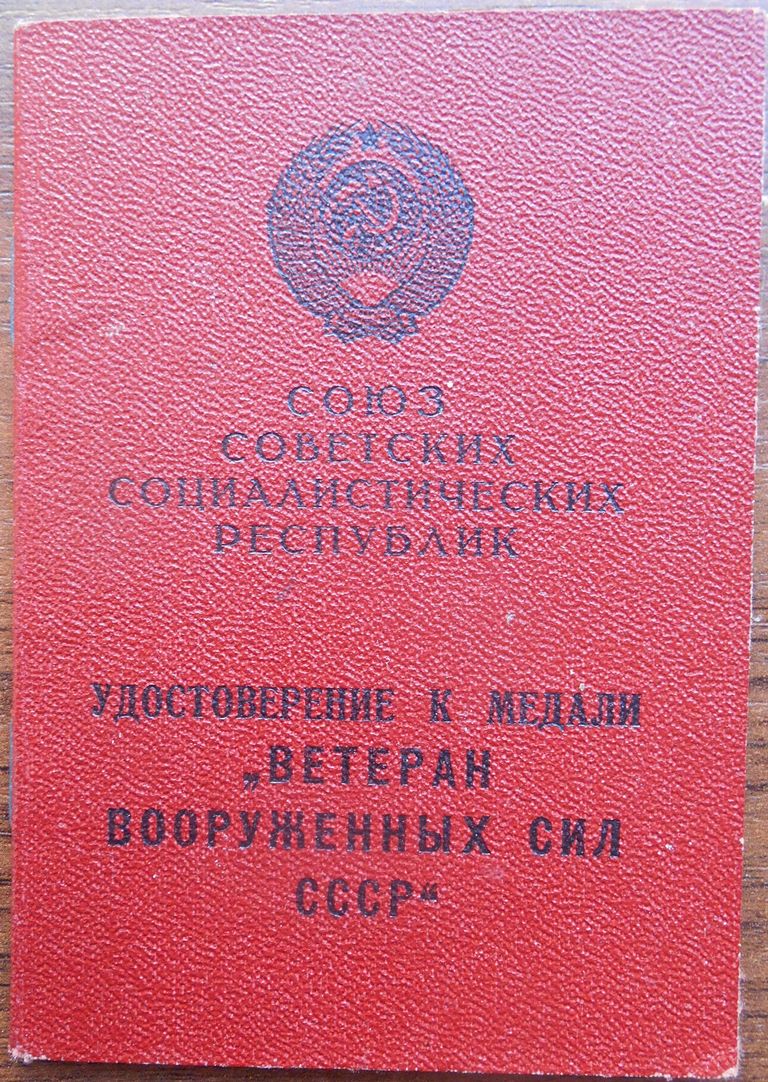 СОЮЗ
СОВЕТСКИХ
СОЦИАЛИСТИЧЕСКИХ
РЕСПУБЛИК
УДОСТОВЕРЕНИЕ К МЕДАЛИ
„ВЕТЕРАН
ВООРУЖЕННЫХ СИЛ
СССР“